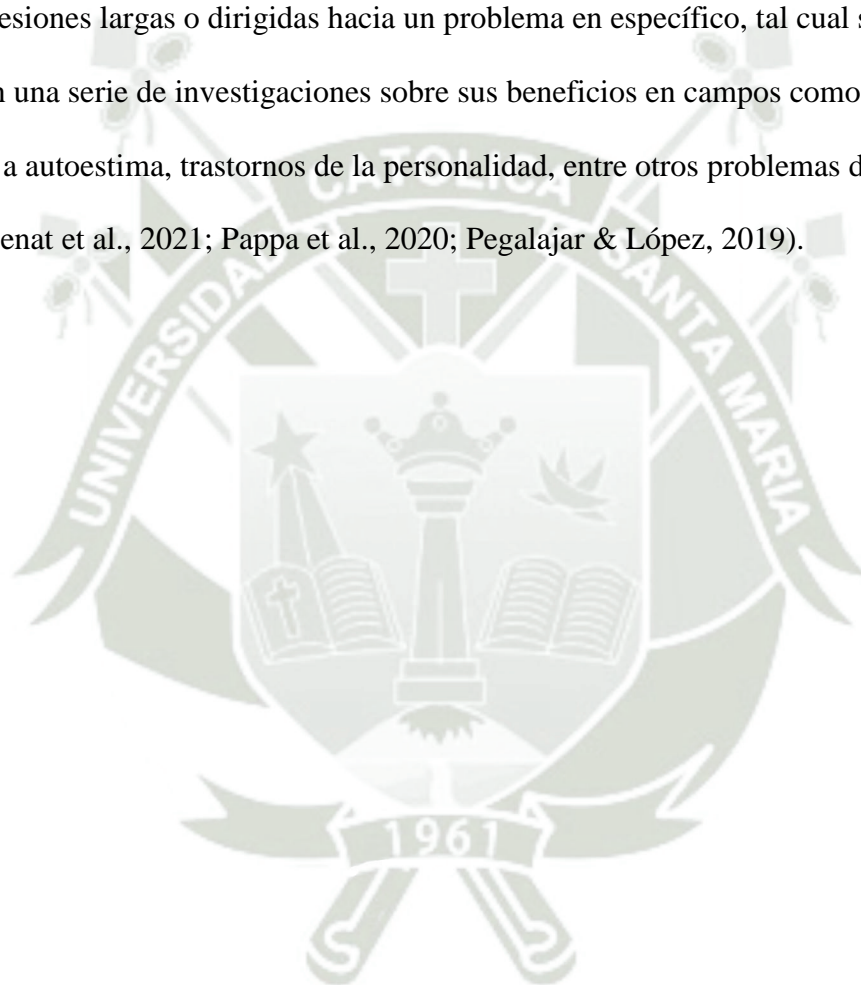 esiones largas o dirigidas hacia un problema en específico, tal cual s
n una serie de investigaciones sobre sus beneficios en campos como
a autoestima, trastornos de la personalidad, entre otros problemas d
enat et al., 2021; Pappa et al., 2020; Pegalajar & López, 2019).
UNIVERSIDAD CATOLICA SANTA MARIA
1961